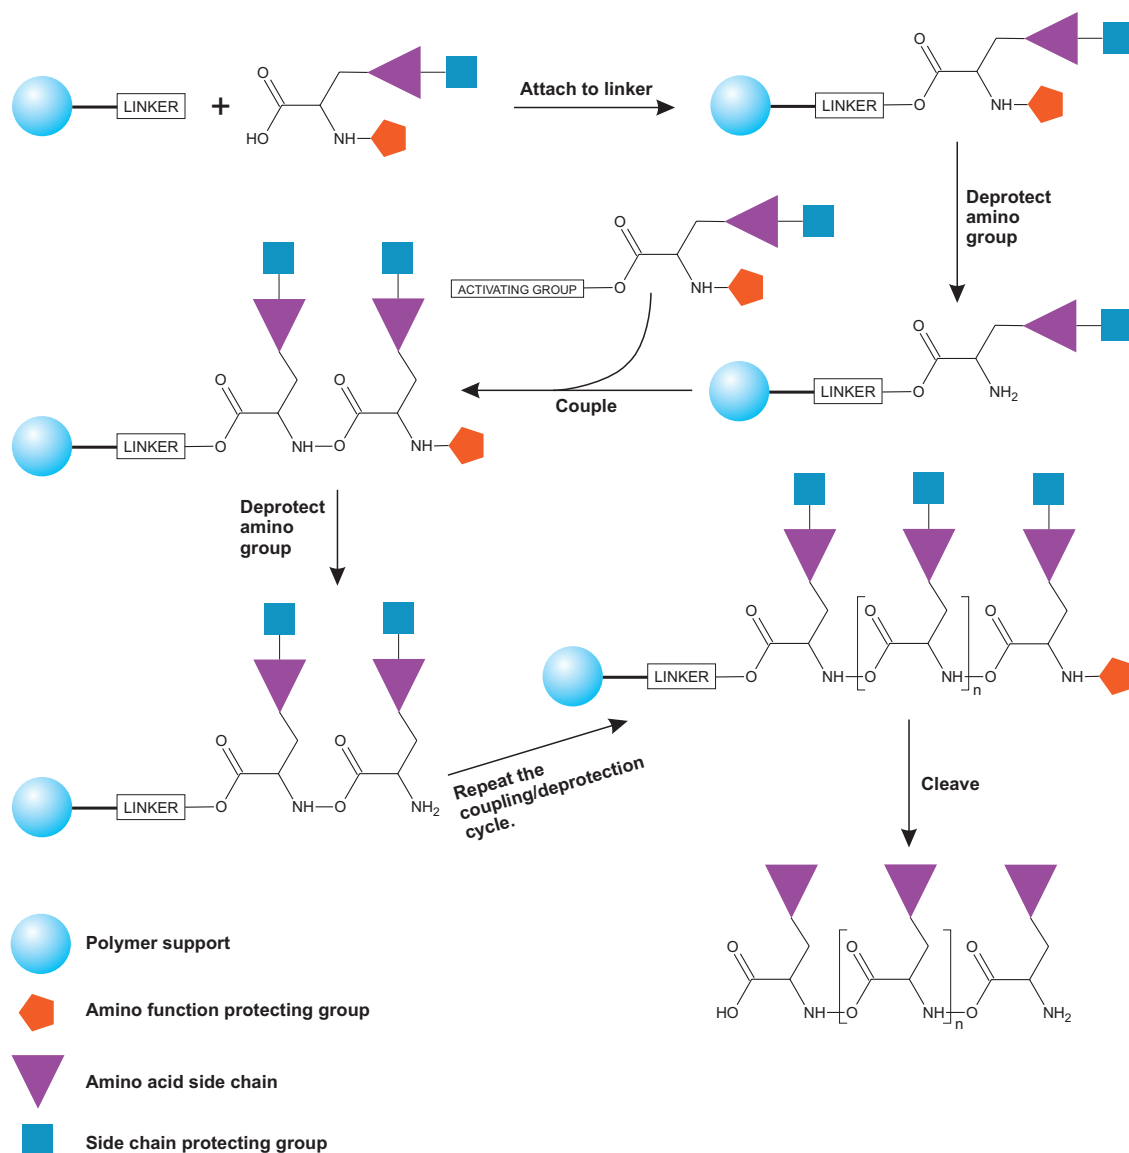 O
LINKER
+
HO
NH
Attach to linker
O
LINKER
O
NH
Deprotect
amino
group
O
ACTIVATING GROUP
O
NH
Couple
O
LINKER
O
NH2
O
O
LINKER
O
NH
O
NH
Deprotect
amino
group
O
O
LINKER
O
NH
O
NH2
Repeat the
coupling/deprotection
cycle.
O
O
O
LINKER
O
NH
O
NH
n
O
NH
Cleave
O
O
O
HO
NH
O
NH
n
O
NH2
Polymer support
Amino function protecting group
Amino acid side chain
Side chain protecting group